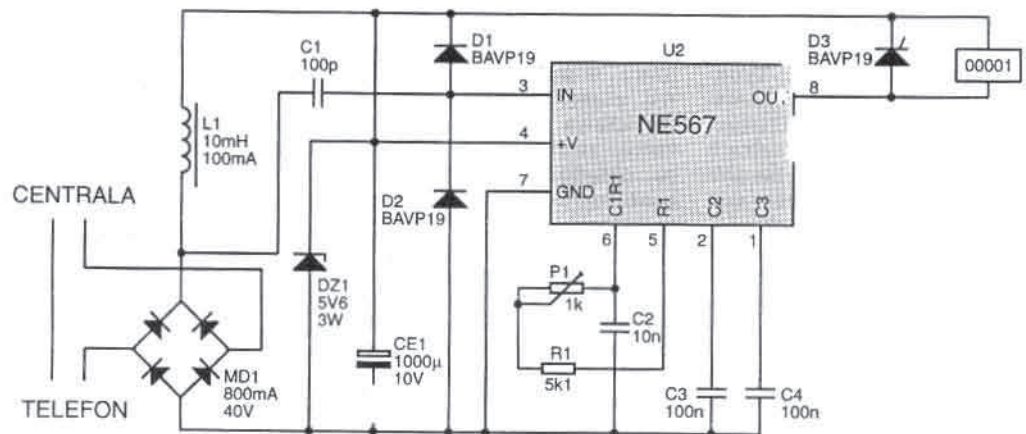 D1
BAVP19
C1
100p
U2
D3
BAVP19
00001
3
IN
OU
8
NE567
L1
10mH
100mA
4
+V
7
GND
C1R1
R1
C2
C3
D2
BAVP19
CENTRALA
6
5
2
1
DZ1
5V6
3W
P1
1k
C2
10n
CE1
1000µ
10V
R1
5k1
MD1
800mA
40V
C3
100n
C4
100n
TELEFON